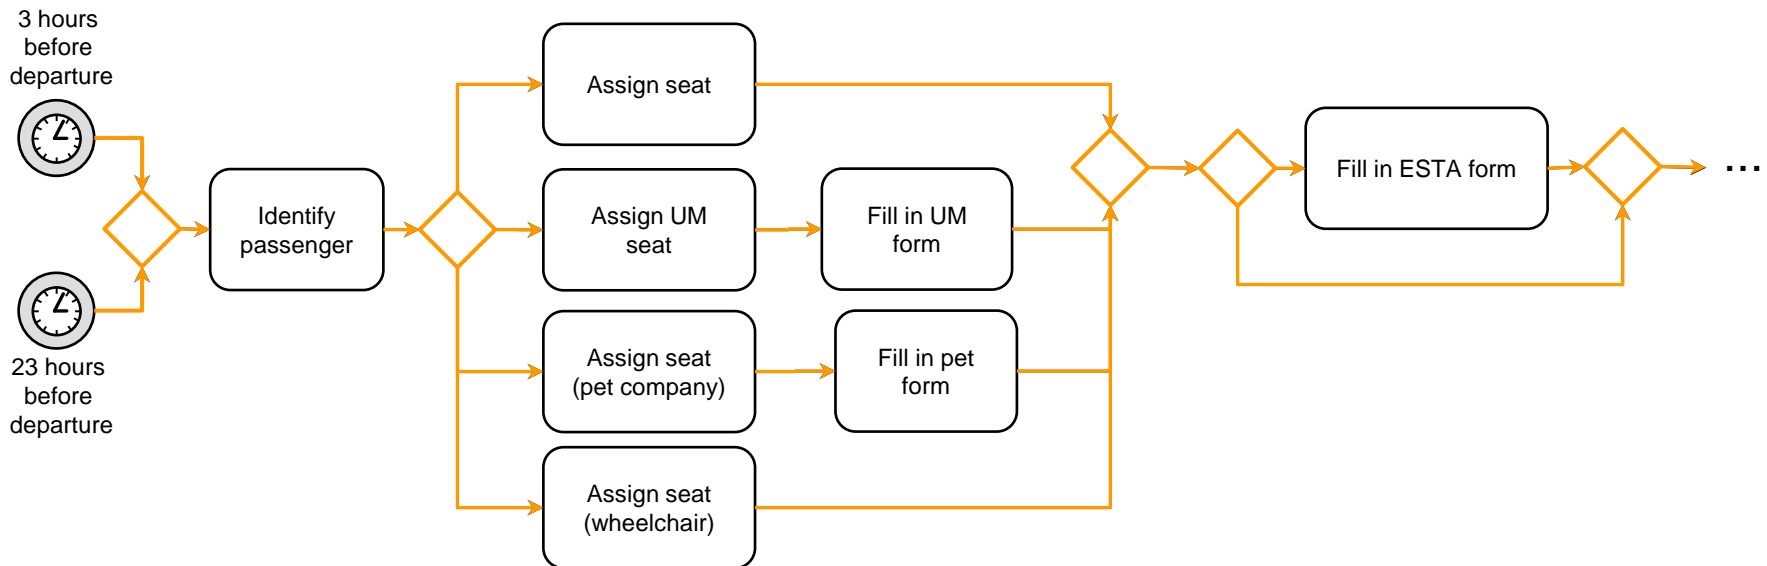 3 hours
before
departure
23 hours
before
departure
Identify
passenger
Assign seat
Assign UM
seat
Fill in UM
form
Assign seat
(pet company)
Fill in pet
form
Assign seat
(wheelchair)
Fill in ESTA form
...